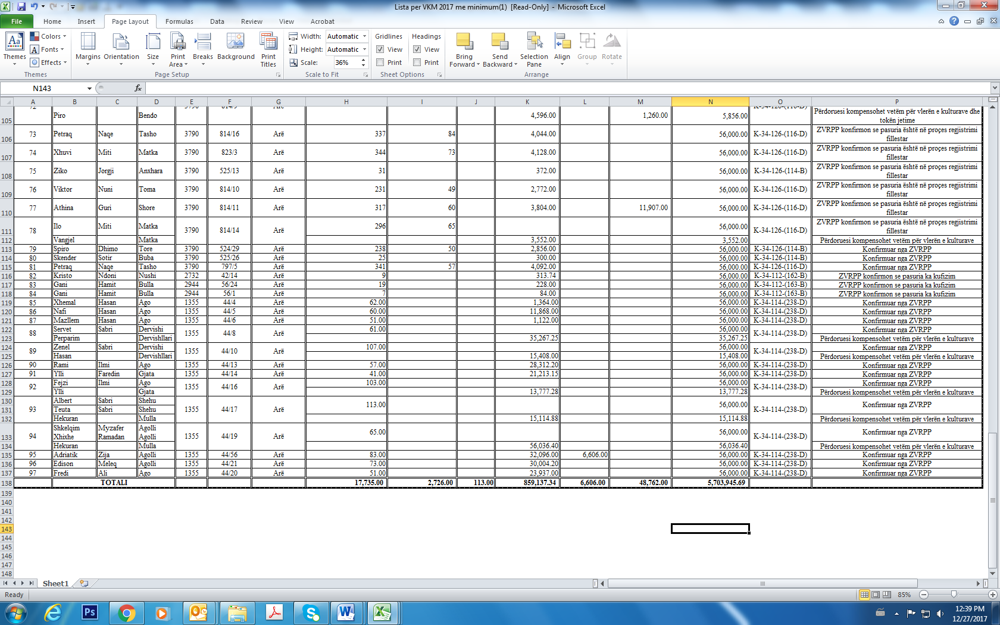 Lista per VKM 2017 me minimum(1) [Read-Only] - Microsoft Excel
File Home Insert Page Layout Formulas Data Review View Acrobat
Themes Colors Fonts Effects Themes
Margins Orientation Size Print Area Breaks Background Print Titles Page Setup
Width: Automatic Height: Automatic Scale: 36% Scale to Fit
Gridlines View Print Headings View Print Sheet Options
Bring Forward Send Backward Selection Pane Align Group Rotate Arrange
N143 fx
A B C D E F G H I J K L M N O P
105 Piro Bendo 4,596.00 1,260.00 5,856.00 Përdoruesi kompensohet vetëm për vlerën e kulturave dhe tokën jetime
106 73 Petraq Naqe Tasho 3790 814/16 Arë 337 84 4,044.00 56,000.00 K-34-126-(116-D) ZVRPP konfirmon se pasuria është në proçes regjistrimi fillestar
107 74 Xhuvi Miti Matka 3790 823/3 Arë 344 73 4,128.00 56,000.00 K-34-126-(116-D) ZVRPP konfirmon se pasuria është në proçes regjistrimi fillestar
108 75 Ziko Jorgji Anxhara 3790 525/13 Arë 31 372.00 56,000.00 K-34-126-(114-B) ZVRPP konfirmon se pasuria është në proçes regjistrimi fillestar
109 76 Viktor Nuni Toma 3790 814/10 Arë 231 49 2,772.00 56,000.00 K-34-126-(116-D) ZVRPP konfirmon se pasuria është në proçes regjistrimi fillestar
110 77 Athina Guri Shore 3790 814/11 Arë 317 60 3,804.00 11,907.00 56,000.00 K-34-126-(116-D) ZVRPP konfirmon se pasuria është në proçes regjistrimi fillestar
111 78 Ilo Miti Matka 3790 814/14 Arë 296 65 56,000.00 K-34-126-(116-D) ZVRPP konfirmon se pasuria është në proçes regjistrimi fillestar
112 Vangjel Matka 3,552.00 3,552.00 Përdoruesi kompensohet vetëm për vlerën e kulturave
113 79 Spiro Dhimo Tore 3790 524/29 Arë 238 50 2,856.00 56,000.00 K-34-126-(114-B) Konfirmuar nga ZVRPP
114 80 Skender Sotir Buba 3790 525/26 Arë 25 300.00 56,000.00 K-34-126-(114-B) Konfirmuar nga ZVRPP
115 81 Petraq Naqe Tasho 3790 797/5 Arë 341 57 4,092.00 56,000.00 K-34-126-(116-D) Konfirmuar nga ZVRPP
116 82 Kristo Ndoni Nushi 2732 42/14 Arë 9 313.74 56,000.00 K-34-112-(162-B) ZVRPP konfirmon se pasuria ka kufizim
117 83 Gani Hamit Bulla 2944 56/24 Arë 19 228.00 56,000.00 K-34-112-(163-B) ZVRPP konfirmon se pasuria ka kufizim
118 84 Gani Hamit Bulla 2944 56/1 Arë 7 84.00 56,000.00 K-34-112-(163-B) ZVRPP konfirmon se pasuria ka kufizim
119 85 Xhemal Hasan Ago 1355 44/4 Arë 62.00 1,364.00 56,000.00 K-34-114-(238-D) Konfirmuar nga ZVRPP
120 86 Nafi Hasan Ago 1355 44/5 Arë 60.00 11,868.00 56,000.00 K-34-114-(238-D) Konfirmuar nga ZVRPP
121 87 Mazllem Hasan Ago 1355 44/6 Arë 51.00 1,122.00 56,000.00 K-34-114-(238-D) Konfirmuar nga ZVRPP
122 88 Servet Sabri Dervishi 1355 44/8 Arë 61.00 56,000.00 K-34-114-(238-D) Konfirmuar nga ZVRPP
123 Perparim Dervishllari 35,267.25 35,267.25 Përdoruesi kompensohet vetëm për vlerën e kulturave
124 89 Zenel Sabri Dervishi 1355 44/10 Arë 107.00 56,000.00 K-34-114-(238-D) Konfirmuar nga ZVRPP
125 Hasan Dervishllari 15,408.00 15,408.00 Përdoruesi kompensohet vetëm për vlerën e kulturave
126 90 Rami Ilmi Ago 1355 44/13 Arë 57.00 28,312.20 56,000.00 K-34-114-(238-D) Konfirmuar nga ZVRPP
127 91 Ylli Faredin Gjata 1355 44/14 Arë 41.00 21,213.15 56,000.00 K-34-114-(238-D) Konfirmuar nga ZVRPP
128 92 Fejzi Ilmi Ago 1355 44/16 Arë 103.00 56,000.00 K-34-114-(238-D) Konfirmuar nga ZVRPP
129 Ylli Gjata 13,777.28 13,777.28 Përdoruesi kompensohet vetëm për vlerën e kulturave
130 Albert Sabri Shehu
131 93 Teuta Sabri Shehu 1355 44/17 Arë 113.00 56,000.00 K-34-114-(238-D) Konfirmuar nga ZVRPP
132 Hekuran Mulla 15,114.88 15,114.88 Përdoruesi kompensohet vetëm për vlerën e kulturave
133 94 Shkelqim Myzafer Agolli Xhixhe Ramadan Agolli 1355 44/19 Arë 65.00 56,000.00 K-34-114-(238-D) Konfirmuar nga ZVRPP
134 Hekuran Mulla 56,036.40 56,036.40 Përdoruesi kompensohet vetëm për vlerën e kulturave
135 95 Adriatik Zija Agolli 1355 44/56 Arë 83.00 32,096.00 6,606.00 56,000.00 K-34-114-(238-D) Konfirmuar nga ZVRPP
136 96 Edison Meleq Agolli 1355 44/21 Arë 73.00 30,004.20 56,000.00 K-34-114-(238-D) Konfirmuar nga ZVRPP
137 97 Fredi Ali Ago 1355 44/20 Arë 51.00 23,937.00 56,000.00 K-34-114-(238-D) Konfirmuar nga ZVRPP
138 TOTALI 17,735.00 2,726.00 113.00 859,137.34 6,606.00 48,762.00 5,703,945.69
139
140
141
142
143
144
145
146
147
148
Sheet1
Ready 85%
Ps
12:39 PM
12/27/2017